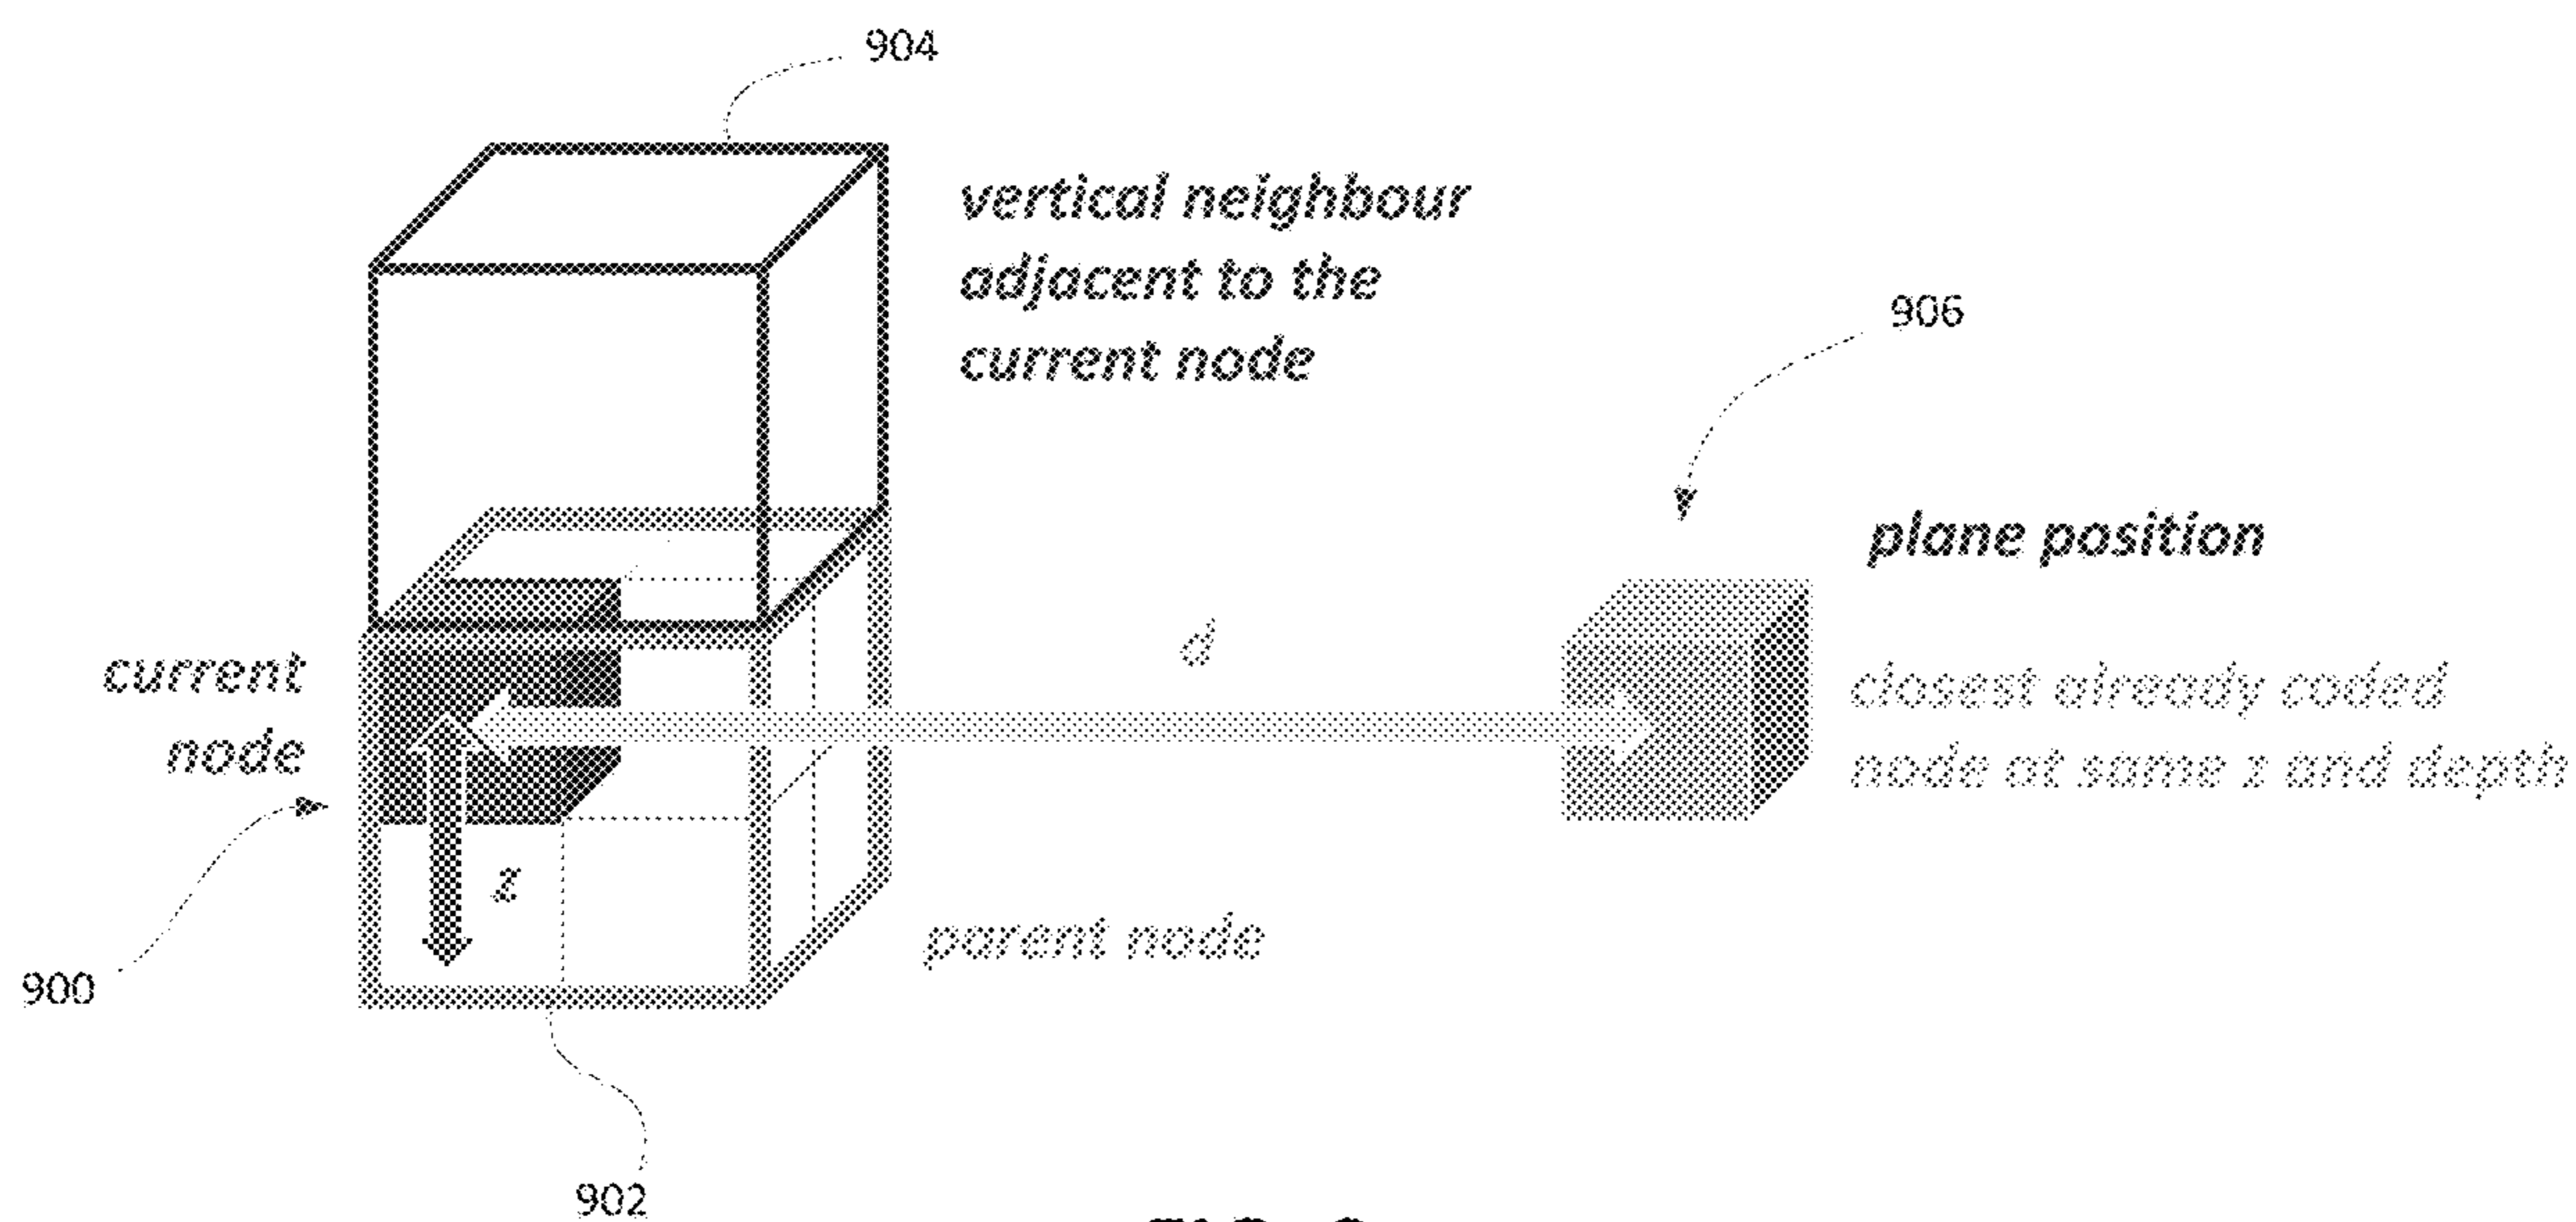 904
vertical neighbour
adjacent to the
current node
906
plane position
current
node
d
closest already coded
node at same z and depth
z
parent node
900
902